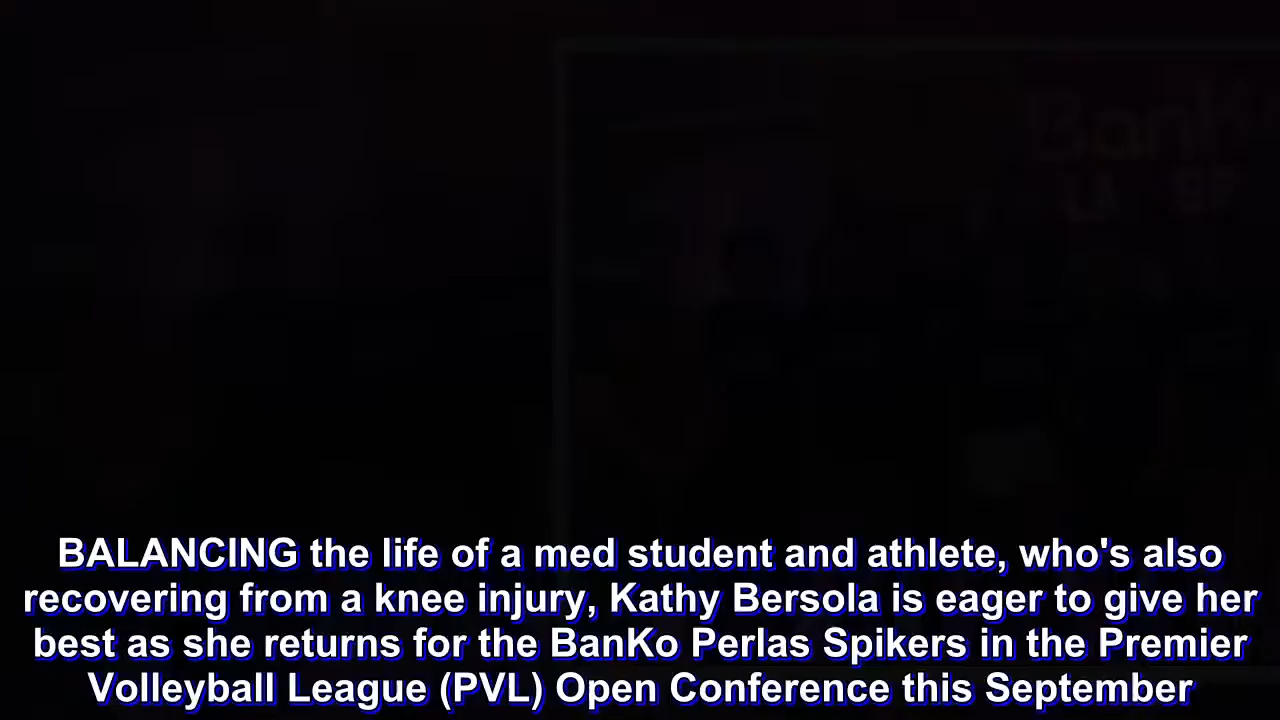 BanK
BALANCING the life of a med student and athlete, who's also
recovering from a knee injury, Kathy Bersola is eager to give her
best as she returns for the BanKo Perlas Spikers in the Premier
Volleyball League (PVL) Open Conference this September